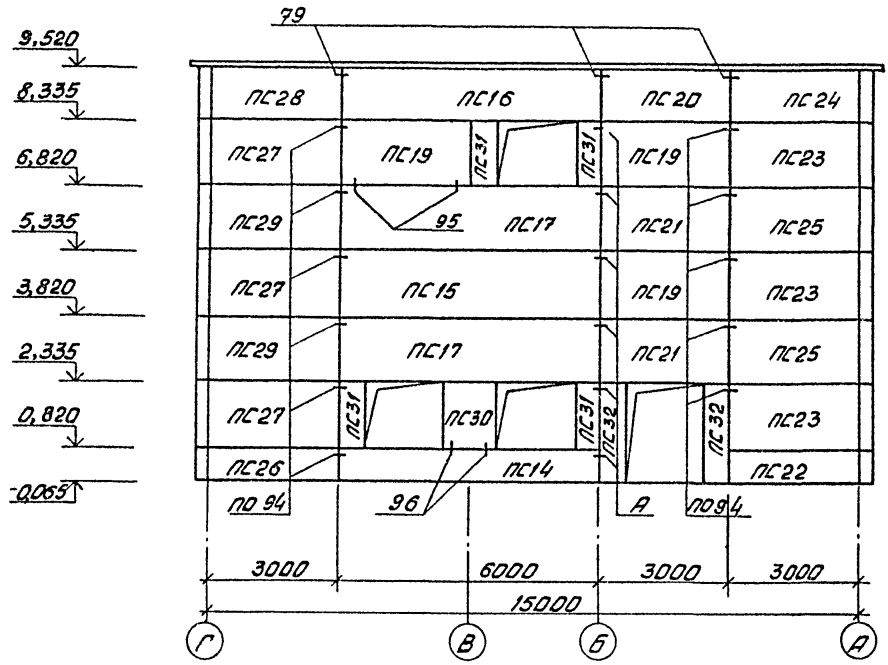 79
9,520
ПС28 ПС16 ПС20 ПС24
8,335
ПС27 ПС19 ПС31 ПС31 ПС19 ПС23
6,820
95
ПС29 ПС17 ПС21 ПС25
5,335
ПС27 ПС15 ПС19 ПС23
3,820
ПС29 ПС17 ПС21 ПС25
2,335
ПС27 ПС31 ПС30 ПС31 ПС32 ПС32 ПС23
0,820
ПС26 ПС14 ПС22
-0,065
ПО 94 96 А ПО94
3000 6000 3000 3000
15000
Г В Б А